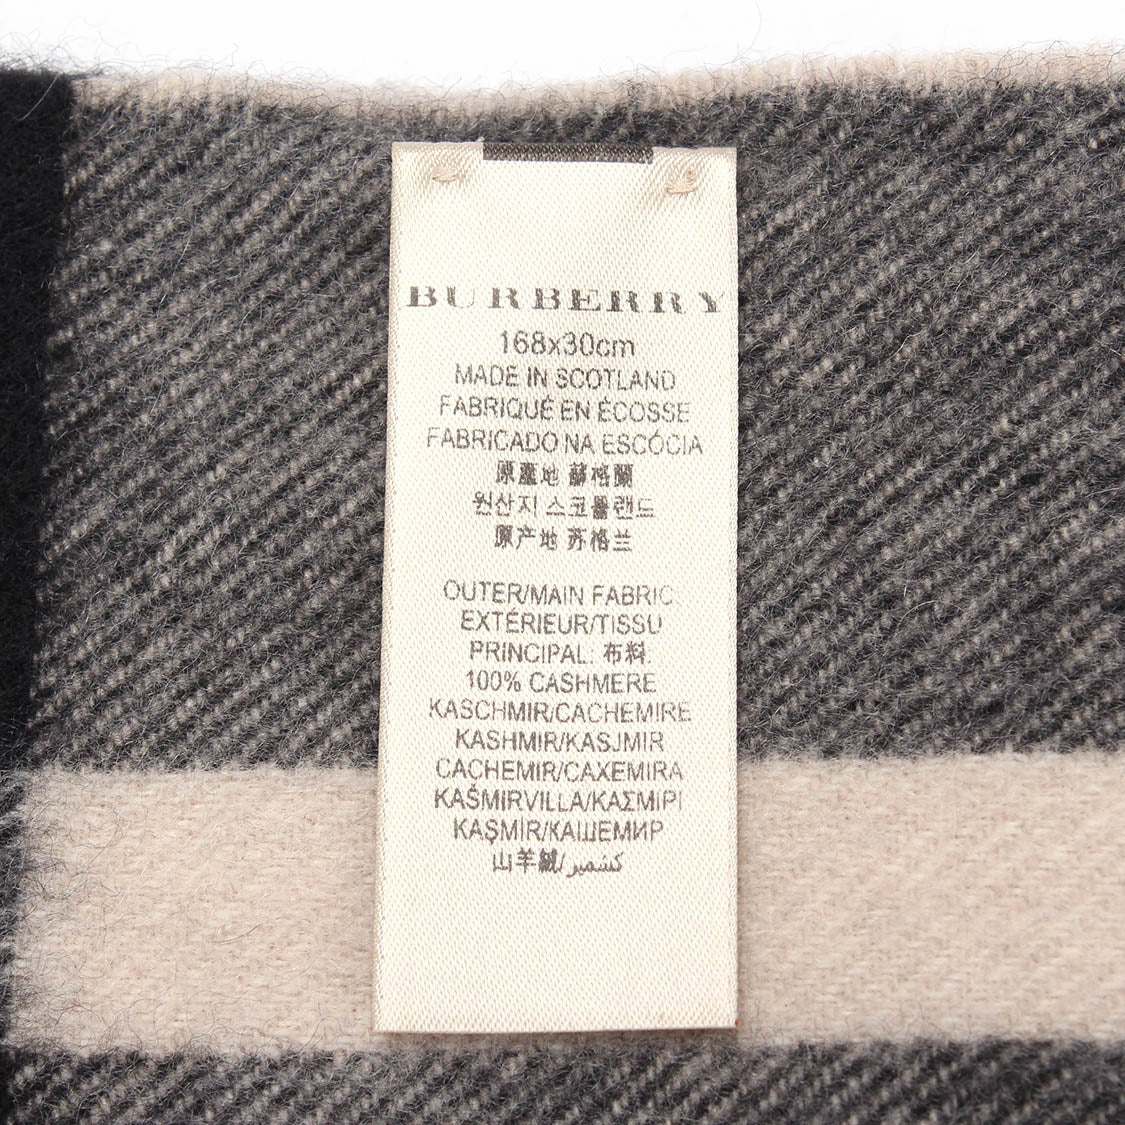 BURBERRY
168x30cm
MADE IN SCOTLAND
FABRIQUÉ EN ÉCOSSE
FABRICADO NA ESCÓCIA
原產地 蘇格蘭
원산지 스코틀랜드
原产地 苏格兰
OUTER/MAIN FABRIC:
EXTÉRIEUR/TISSU
PRINCIPAL: 布料:
100% CASHMERE
KASCHMIR/CACHEMIRE
KASHMIR/KASJMIR
CACHEMIR/CAXEMIRA
KAŠMIRVILLA/ΚΑΣΜΙΡΙ
KAŞMİR/КАШЕМИР
山羊絨/كشمير